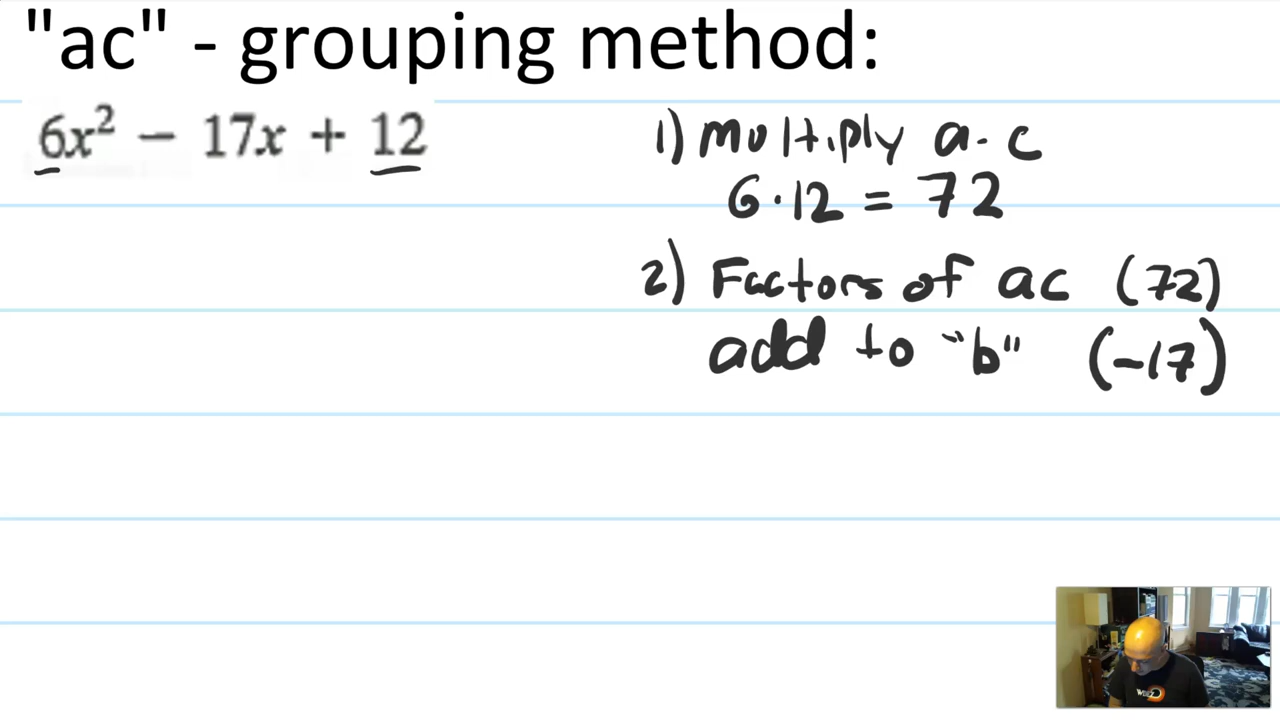 "ac" - grouping method:
6x² − 17x + 12
1) multiply a·c
6·12 = 72
2) Factors of ac (72)
add to "b" (-17)